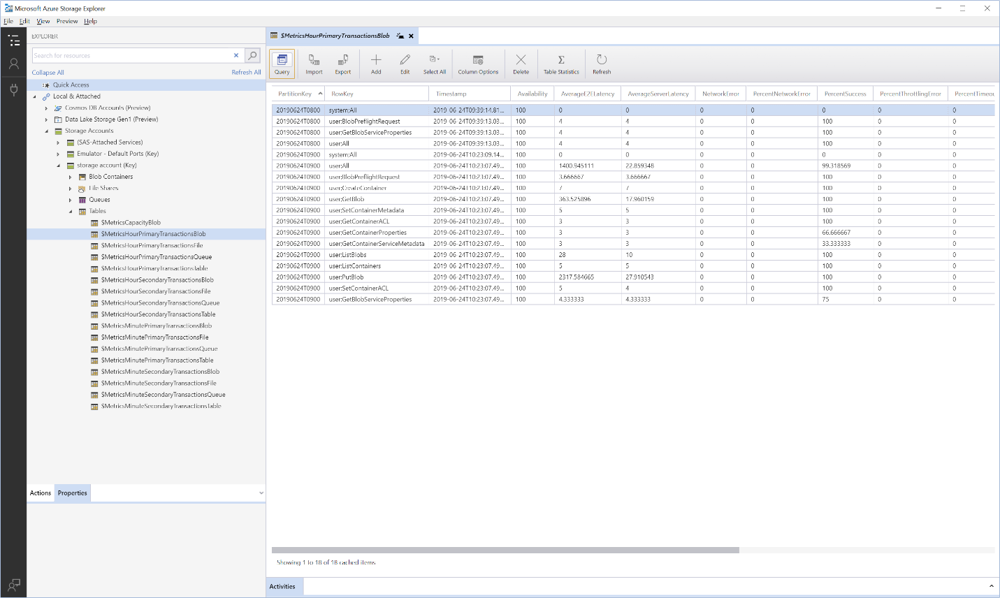 Microsoft Azure Storage Explorer
File Edit View Preview Help
EXPLORER
Search for resources
Collapse All Refresh All
Quick Access
Local & Attached
Cosmos DB Accounts (Preview)
Data Lake Storage Gen1 (Preview)
Storage Accounts
(SAS-Attached Services)
Emulator - Default Ports (Key)
storage account (Key)
Blob Containers
File Shares
Queues
Tables
$MetricsCapacityBlob
$MetricsHourPrimaryTransactionsBlob
$MetricsHourPrimaryTransactionsFile
$MetricsHourPrimaryTransactionsQueue
$MetricsHourPrimaryTransactionsTable
$MetricsHourSecondaryTransactionsBlob
$MetricsHourSecondaryTransactionsFile
$MetricsHourSecondaryTransactionsQueue
$MetricsHourSecondaryTransactionsTable
$MetricsMinutePrimaryTransactionsBlob
$MetricsMinutePrimaryTransactionsFile
$MetricsMinutePrimaryTransactionsQueue
$MetricsMinutePrimaryTransactionsTable
$MetricsMinuteSecondaryTransactionsBlob
$MetricsMinuteSecondaryTransactionsFile
$MetricsMinuteSecondaryTransactionsQueue
$MetricsMinuteSecondaryTransactionsTable
Actions Properties
$MetricsHourPrimaryTransactionsBlob
Query Import Export Add Edit Select All Column Options Delete Table Statistics Refresh
PartitionKey RowKey Timestamp Availability AverageE2ELatency AverageServerLatency NetworkError PercentNetworkError PercentSuccess PercentThrottlingError PercentTimeou
20190624T0800 system;All 2019-06-24T09:39:14.81... 100 0 0 0 0 0 0 0
20190624T0800 user;BlobPreflightRequest 2019-06-24T09:39:13.03... 100 4 4 0 0 100 0 0
20190624T0800 user;GetBlobServiceProperties 2019-06-24T09:39:13.03... 100 4 4 0 0 100 0 0
20190624T0800 user;All 2019-06-24T09:39:13.03... 100 4 4 0 0 100 0 0
20190624T0900 system;All 2019-06-24T10:23:09.14... 100 0 0 0 0 0 0 0
20190624T0900 user;All 2019-06-24T10:23:07.49... 100 1400.945111 22.859348 0 0 99.318569 0 0
20190624T0900 user;BlobPreflightRequest 2019-06-24T10:23:07.49... 100 3.666667 3.666667 0 0 100 0 0
20190624T0900 user;CreateContainer 2019-06-24T10:23:07.49... 100 7 7 0 0 100 0 0
20190624T0900 user;GetBlob 2019-06-24T10:23:07.49... 100 363.525896 17.960159 0 0 100 0 0
20190624T0900 user;SetContainerMetadata 2019-06-24T10:23:07.49... 100 5 5 0 0 100 0 0
20190624T0900 user;GetContainerACL 2019-06-24T10:23:07.49... 100 3 3 0 0 100 0 0
20190624T0900 user;GetContainerProperties 2019-06-24T10:23:07.49... 100 3 3 0 0 66.666667 0 0
20190624T0900 user;GetContainerServiceMetadata 2019-06-24T10:23:07.49... 100 3 3 0 0 33.333333 0 0
20190624T0900 user;ListBlobs 2019-06-24T10:23:07.49... 100 28 10 0 0 100 0 0
20190624T0900 user;ListContainers 2019-06-24T10:23:07.49... 100 5 5 0 0 100 0 0
20190624T0900 user;PutBlob 2019-06-24T10:23:07.49... 100 2317.584665 27.910543 0 0 100 0 0
20190624T0900 user;SetContainerACL 2019-06-24T10:23:07.49... 100 5 4 0 0 100 0 0
20190624T0900 user;GetBlobServiceProperties 2019-06-24T10:23:07.49... 100 4.333333 4.333333 0 0 75 0 0
Showing 1 to 18 of 18 cached items
Activities